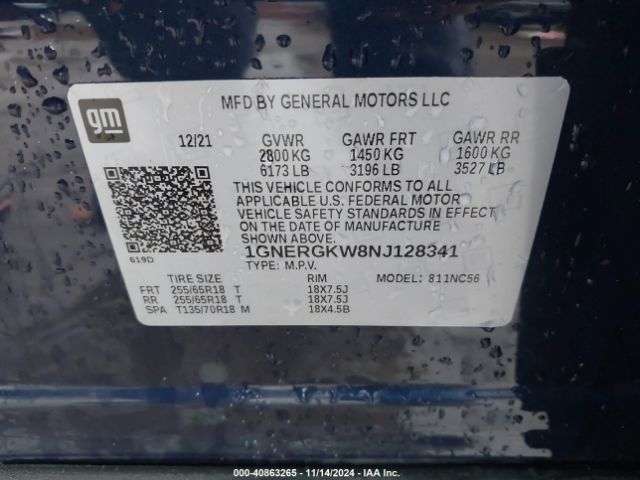 gm
MFD BY GENERAL MOTORS LLC
12/21 GVWR GAWR FRT GAWR RR
2800 KG 1450 KG 1600 KG
6173 LB 3196 LB 3527 LB
THIS VEHICLE CONFORMS TO ALL
APPLICABLE U.S. FEDERAL MOTOR
VEHICLE SAFETY STANDARDS IN EFFECT
ON THE DATE OF MANUFACTURE
SHOWN ABOVE.
619D
1GNERGKW8NJ128341
TYPE: M.P.V. MODEL: 811NC56
TIRE SIZE RIM
FRT 255/65R18 T 18X7.5J
RR 255/65R18 T 18X7.5J
SPA T135/70R18 M 18X4.5B
000-40863265 - 11/14/2024 - IAA Inc.